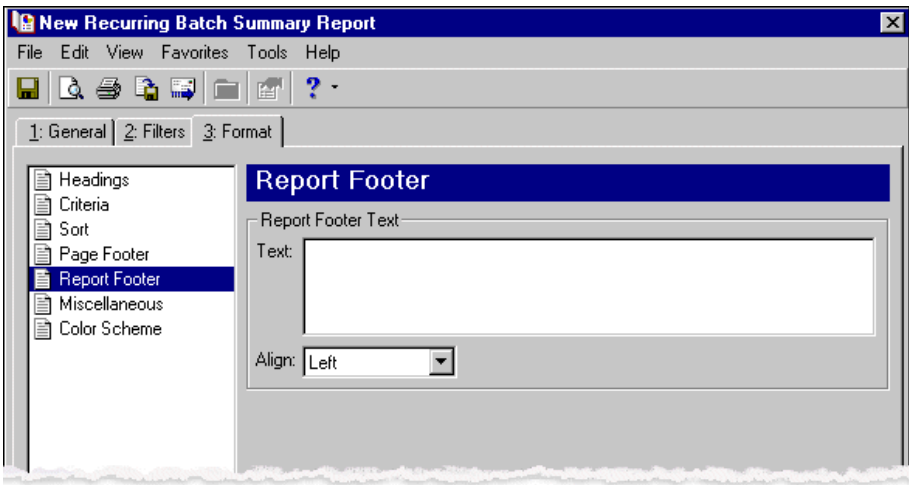 New Recurring Batch Summary Report
File Edit View Favorites Tools Help
1: General 2: Filters 3: Format
Headings
Criteria
Sort
Page Footer
Report Footer
Miscellaneous
Color Scheme
Report Footer
Report Footer Text
Text:
Align: Left